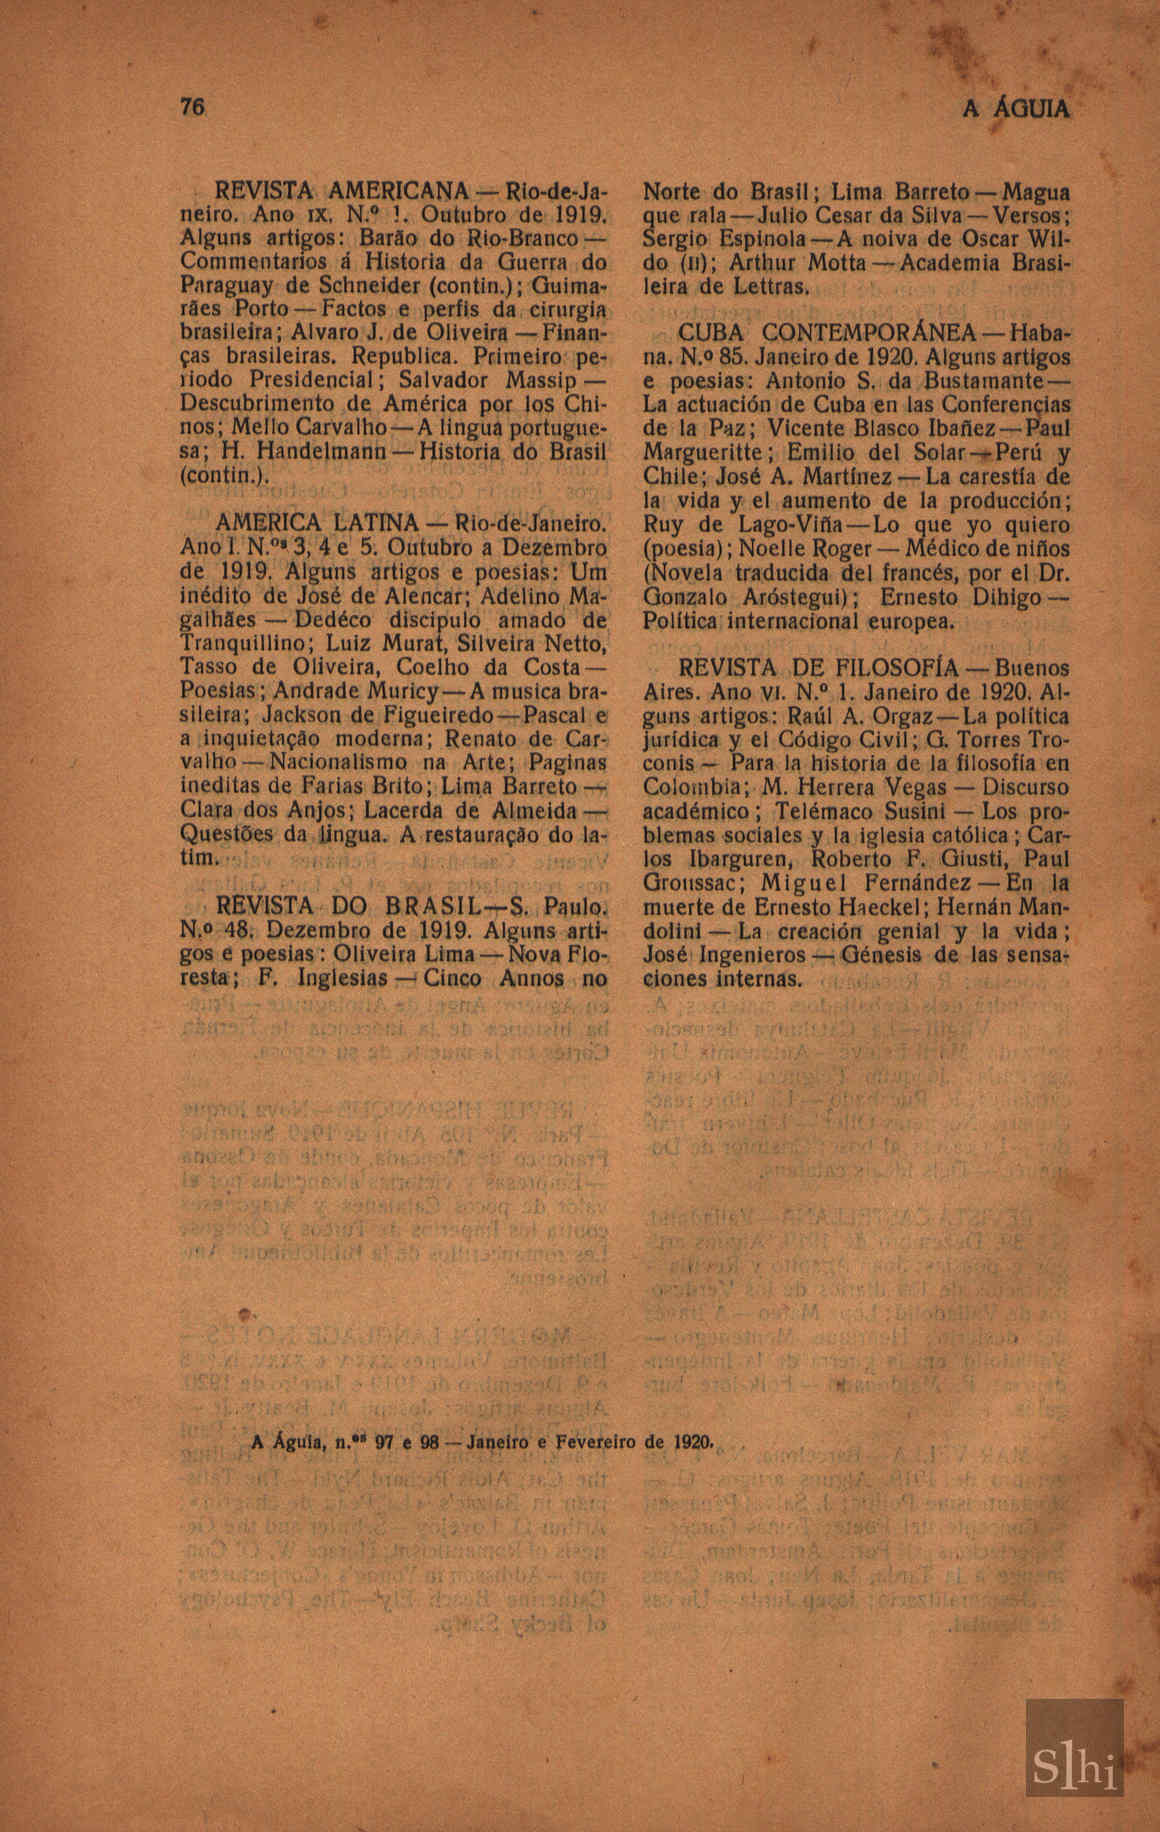 76
A ÁGUIA
REVISTA AMERICANA — Rio-de-Ja-
neiro. Ano IX. N.º 1. Outubro de 1919.
Alguns artigos: Barão do Rio-Branco —
Commentarios á Historia da Guerra do
Paraguay de Schneider (contin.); Guima-
rães Porto — Factos e perfis da cirurgia
brasileira; Alvaro J. de Oliveira — Finan-
ças brasileiras. Republica. Primeiro pe-
riodo Presidencial; Salvador Massip —
Descubrimento de América por los Chi-
nos; Mello Carvalho — A lingua portugue-
sa; H. Handelmann — Historia do Brasil
(contin.).
AMERICA LATINA — Rio-de-Janeiro.
Ano I. N.ºˢ 3, 4 e 5. Outubro a Dezembro
de 1919. Alguns artigos e poesias: Um
inédito de José de Alencar; Adelino Ma-
galhães — Dedéco discipulo amado de
Tranquillino; Luiz Murat, Silveira Netto,
Tasso de Oliveira, Coelho da Costa —
Poesias; Andrade Muricy — A musica bra-
sileira; Jackson de Figueiredo — Pascal e
a inquietação moderna; Renato de Car-
valho — Nacionalismo na Arte; Paginas
ineditas de Farias Brito; Lima Barreto —
Clara dos Anjos; Lacerda de Almeida —
Questões da lingua. A restauração do la-
tim.
REVISTA DO BRASIL — S. Paulo.
N.º 48. Dezembro de 1919. Alguns arti-
gos e poesias: Oliveira Lima — Nova Flo-
resta; F. Inglesias — Cinco Annos no
Norte do Brasil; Lima Barreto — Magua
que rala — Julio Cesar da Silva — Versos;
Sergio Espinola — A noiva de Oscar Wil-
do (II); Arthur Motta — Academia Brasi-
leira de Lettras.
CUBA CONTEMPORÁNEA — Haba-
na. N.º 85. Janeiro de 1920. Alguns artigos
e poesias: Antonio S. da Bustamante —
La actuación de Cuba en las Conferencias
de la Paz; Vicente Blasco Ibañez — Paul
Margueritte; Emilio del Solar — Perú y
Chile; José A. Martínez — La carestía de
la vida y el aumento de la producción;
Ruy de Lago-Viña — Lo que yo quiero
(poesia); Noelle Roger — Médico de niños
(Novela traducida del francés, por el Dr.
Gonzalo Aróstegui); Ernesto Dihigo —
Política internacional europea.
REVISTA DE FILOSOFÍA — Buenos
Aires. Ano VI. N.º 1. Janeiro de 1920. Al-
guns artigos: Raúl A. Orgaz — La política
jurídica y el Código Civil; G. Torres Tro-
conis — Para la historia de la filosofía en
Colombia; M. Herrera Vegas — Discurso
académico; Telémaco Susini — Los pro-
blemas sociales y la iglesia católica; Car-
los Ibarguren, Roberto F. Giusti, Paul
Groussac; Miguel Fernández — En la
muerte de Ernesto Haeckel; Hernán Man-
dolini — La creación genial y la vida;
José Ingenieros — Génesis de las sensa-
ciones internas.
A Águia, n.ºˢ 97 e 98 — Janeiro e Fevereiro de 1920.
slhi